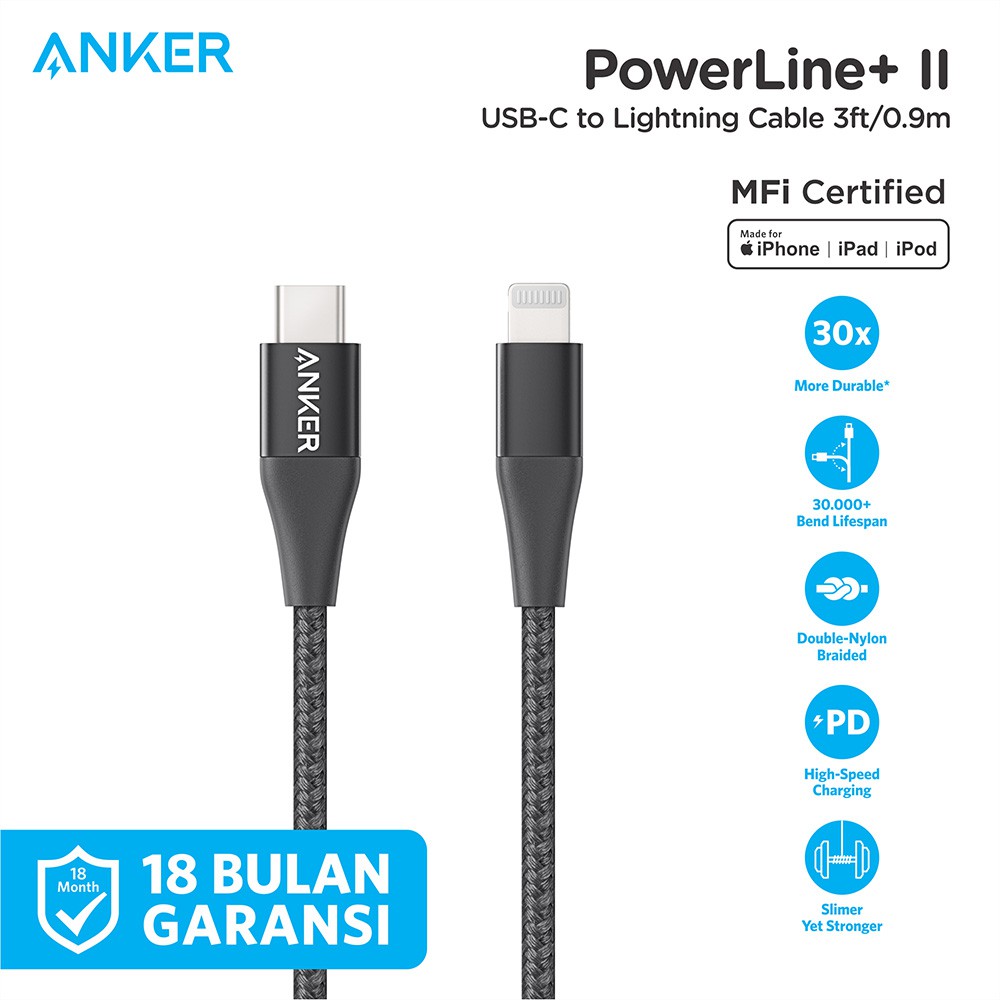 ANKER
PowerLine+ II
USB-C to Lightning Cable 3ft/0.9m
MFi Certified
Made for
iPhone | iPad | iPod
30x
More Durable*
30.000+
Bend Lifespan
Double-Nylon
Braided
PD
High-Speed
Charging
Slimer
Yet Stronger
ANKER
18
Month
18 BULAN
GARANSI